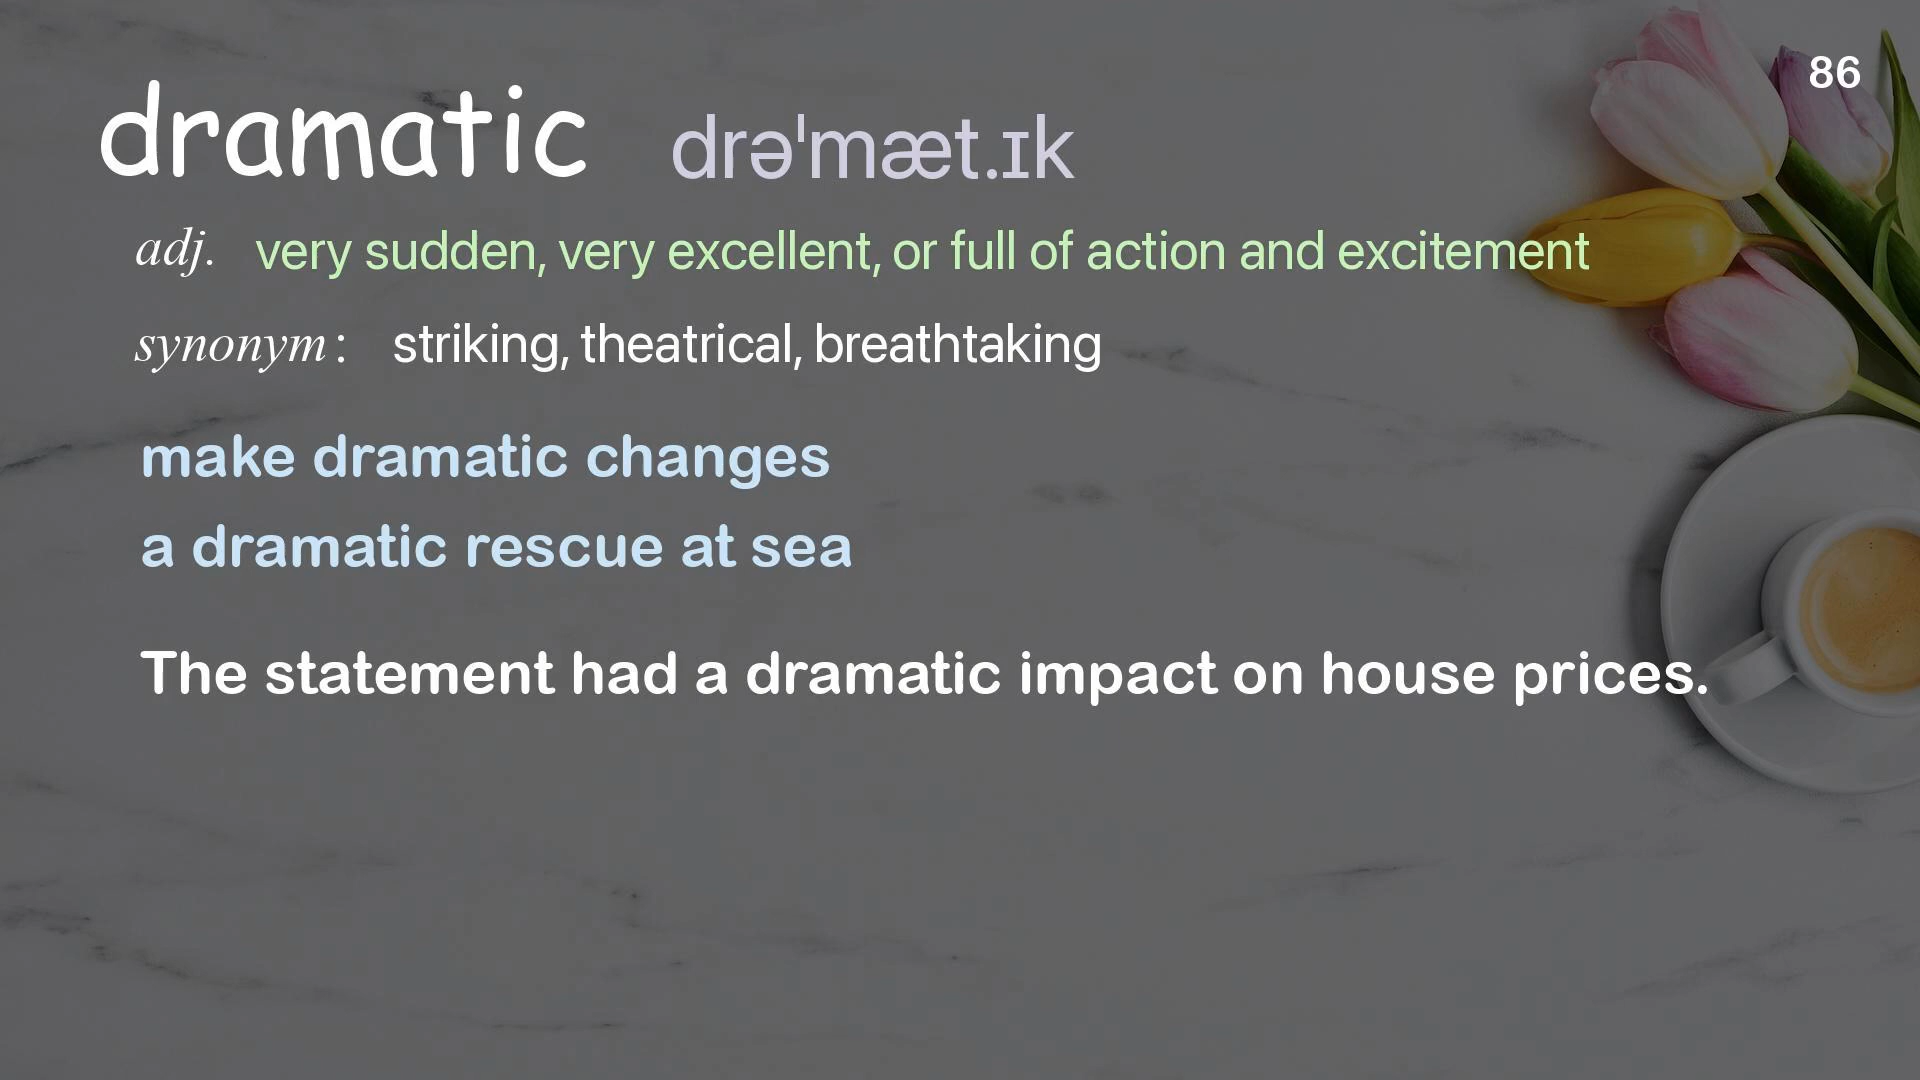 86
dramatic drəˈmæt.ɪk
adj. very sudden, very excellent, or full of action and excitement
synonym: striking, theatrical, breathtaking
make dramatic changes
a dramatic rescue at sea
The statement had a dramatic impact on house prices.